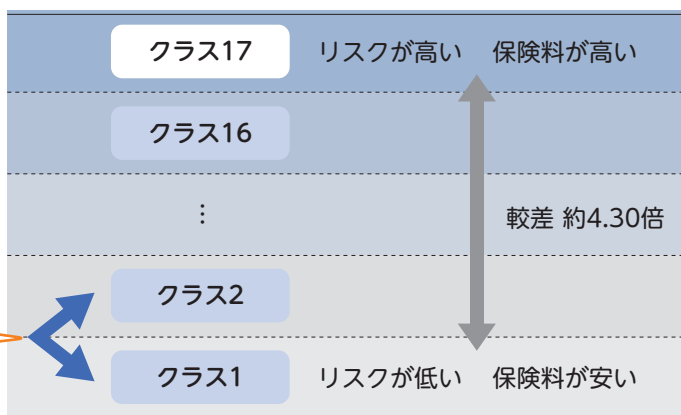 クラス17 リスクが高い 保険料が高い
クラス16
⋮
較差 約4.30倍
クラス2
クラス1 リスクが低い 保険料が安い